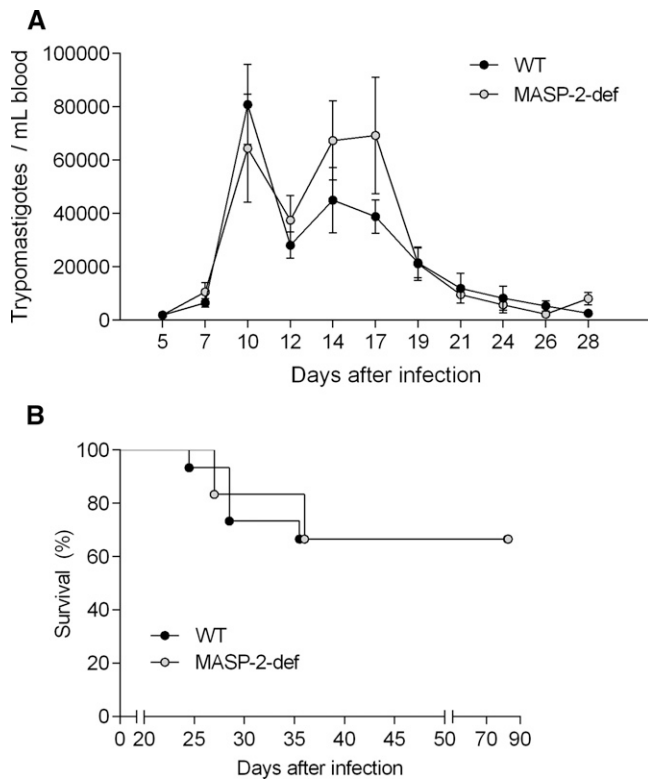 A
Trypomastigotes / mL blood
100000
80000
60000
40000
20000
0
WT
MASP-2-def
5 7 10 12 14 17 19 21 24 26 28
Days after infection
B
Survival (%)
100
80
60
40
20
0
WT
MASP-2-def
0 20 25 30 35 40 45 50 70 90
Days after infection